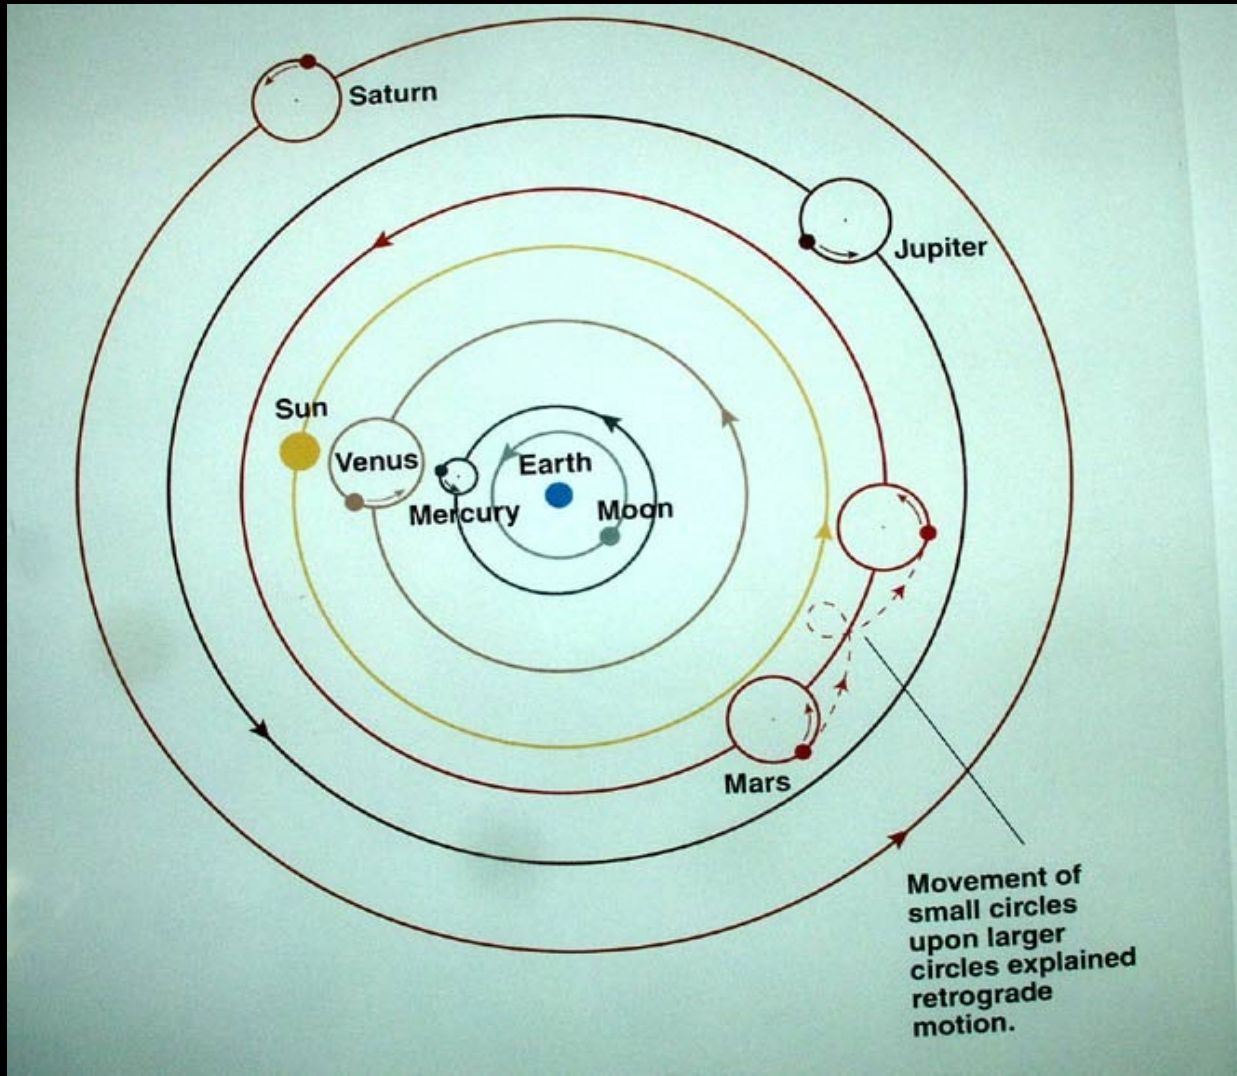 Saturn
Jupiter
Sun
Venus
Earth
Mercury
Moon
Mars
Movement of
small circles
upon larger
circles explained
retrograde
motion.